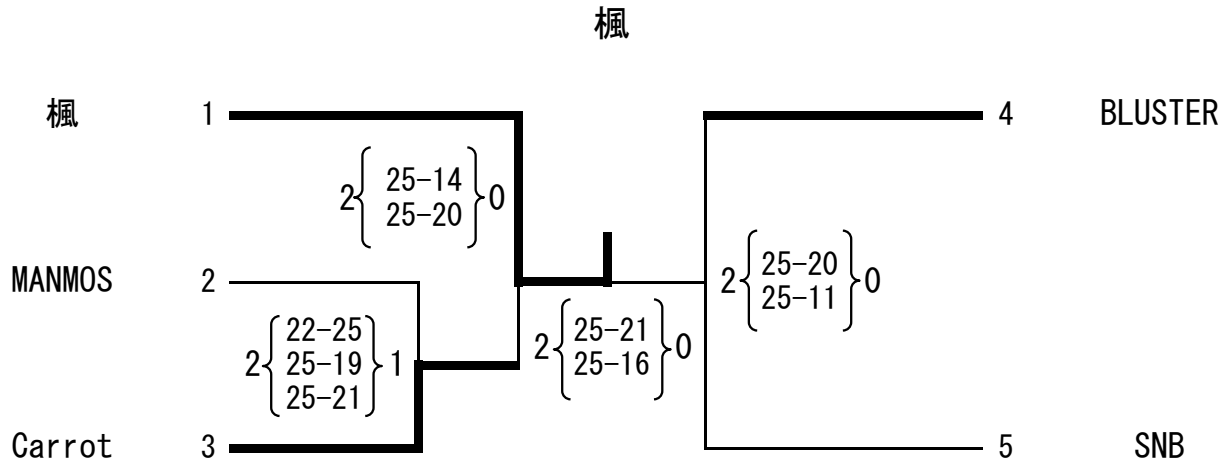 楓
楓 1
4 BLUSTER
2{ 25-14 }0
25-20
MANMOS 2
2{ 25-20 }0
25-11
2{ 22-25 }1
25-19
25-21
2{ 25-21 }0
25-16
Carrot 3
5 SNB